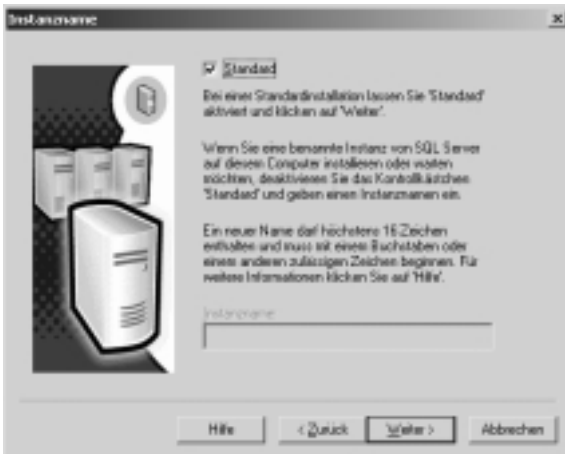 Instanzname
Standard
Bei einer Standardinstallation lassen Sie 'Standard'
aktiviert und klicken auf 'Weiter'.
Wenn Sie eine benannte Instanz von SQL Server
auf diesem Computer installieren oder warten
möchten, deaktivieren Sie das Kontrollkästchen
'Standard' und geben einen Instanznamen ein.
Ein neuer Name darf höchstens 16 Zeichen
enthalten und muss mit einem Buchstaben oder
einem anderen zulässigen Zeichen beginnen. Für
weitere Informationen klicken Sie auf 'Hilfe'.
Instanzname
Hilfe
< Zurück
Weiter >
Abbrechen